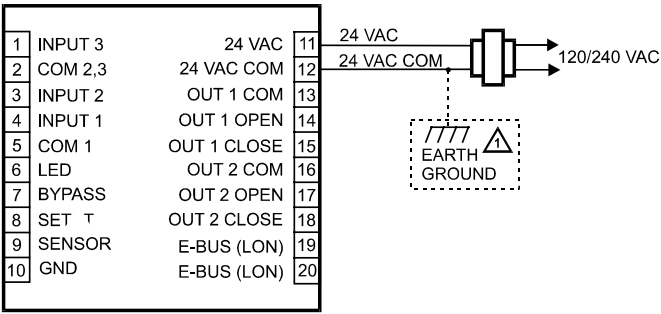 1 INPUT 3 24 VAC 11 24 VAC
2 COM 2,3 24 VAC COM 12 24 VAC COM 120/240 VAC
3 INPUT 2 OUT 1 COM 13
4 INPUT 1 OUT 1 OPEN 14
5 COM 1 OUT 1 CLOSE 15
6 LED OUT 2 COM 16
7 BYPASS OUT 2 OPEN 17
8 SET T OUT 2 CLOSE 18
9 SENSOR E-BUS (LON) 19
10 GND E-BUS (LON) 20
EARTH 1
GROUND